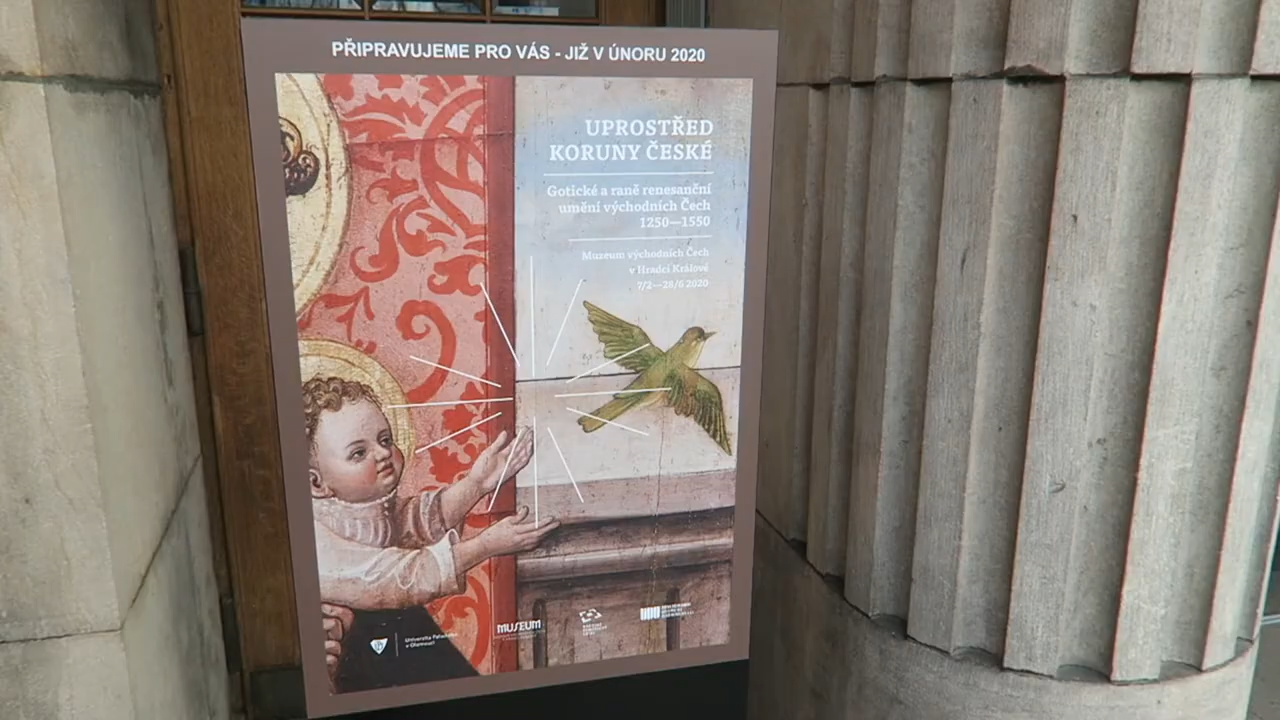 PŘIPRAVUJEME PRO VÁS - JIŽ V ÚNORU 2020
UPROSTŘED
KORUNY ČESKÉ
Gotické a raně renesanční
umění východních Čech
1250—1550
Muzeum východních Čech
v Hradci Králové
7/2—28/6 2020
Univerzita Palackého
v Olomouci
MUSEUM